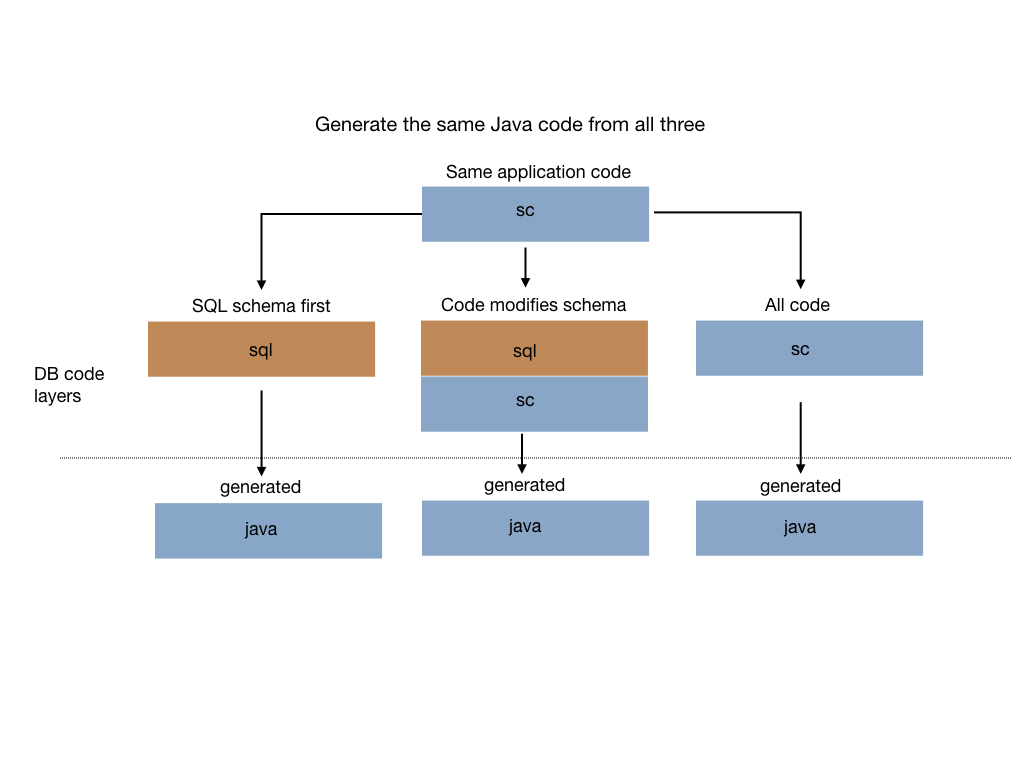 Generate the same Java code from all three
Same application code
sc
SQL schema first
Code modifies schema
All code
sql
sql
sc
DB code
layers
sc
generated
generated
generated
java
java
java